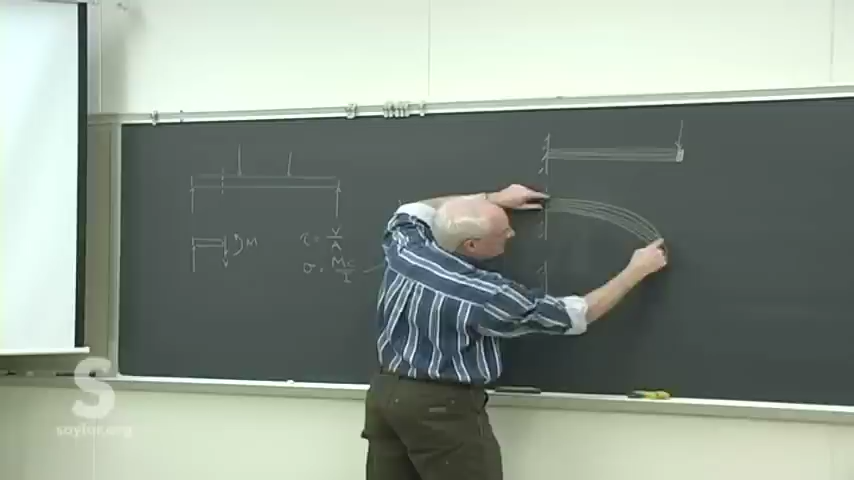 M
τ = V/A
σ = Mc/I
S
saylor.org